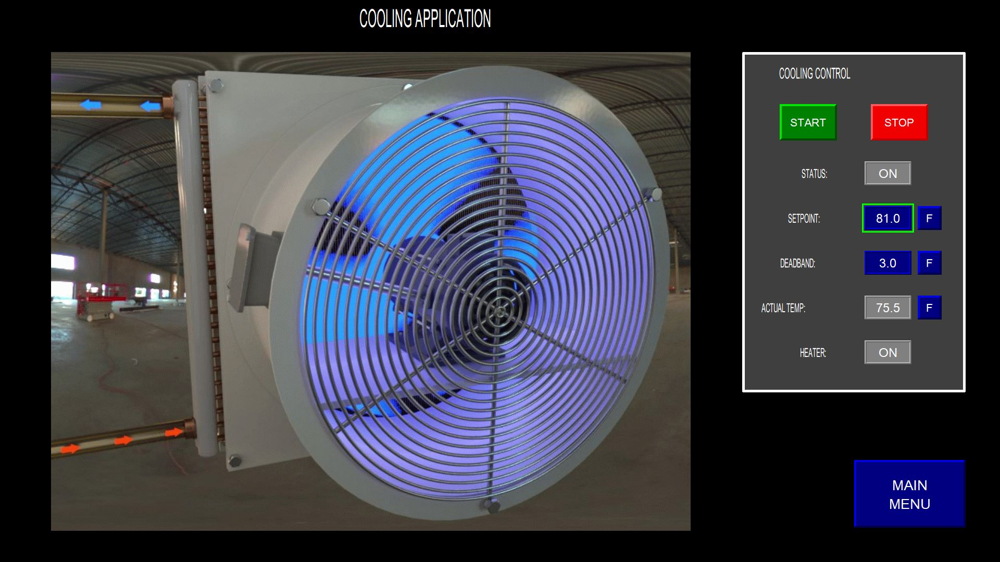 COOLING APPLICATION
COOLING CONTROL
START STOP
STATUS: ON
SETPOINT: 81.0 F
DEADBAND: 3.0 F
ACTUAL TEMP: 75.5 F
HEATER: ON
MAIN
MENU